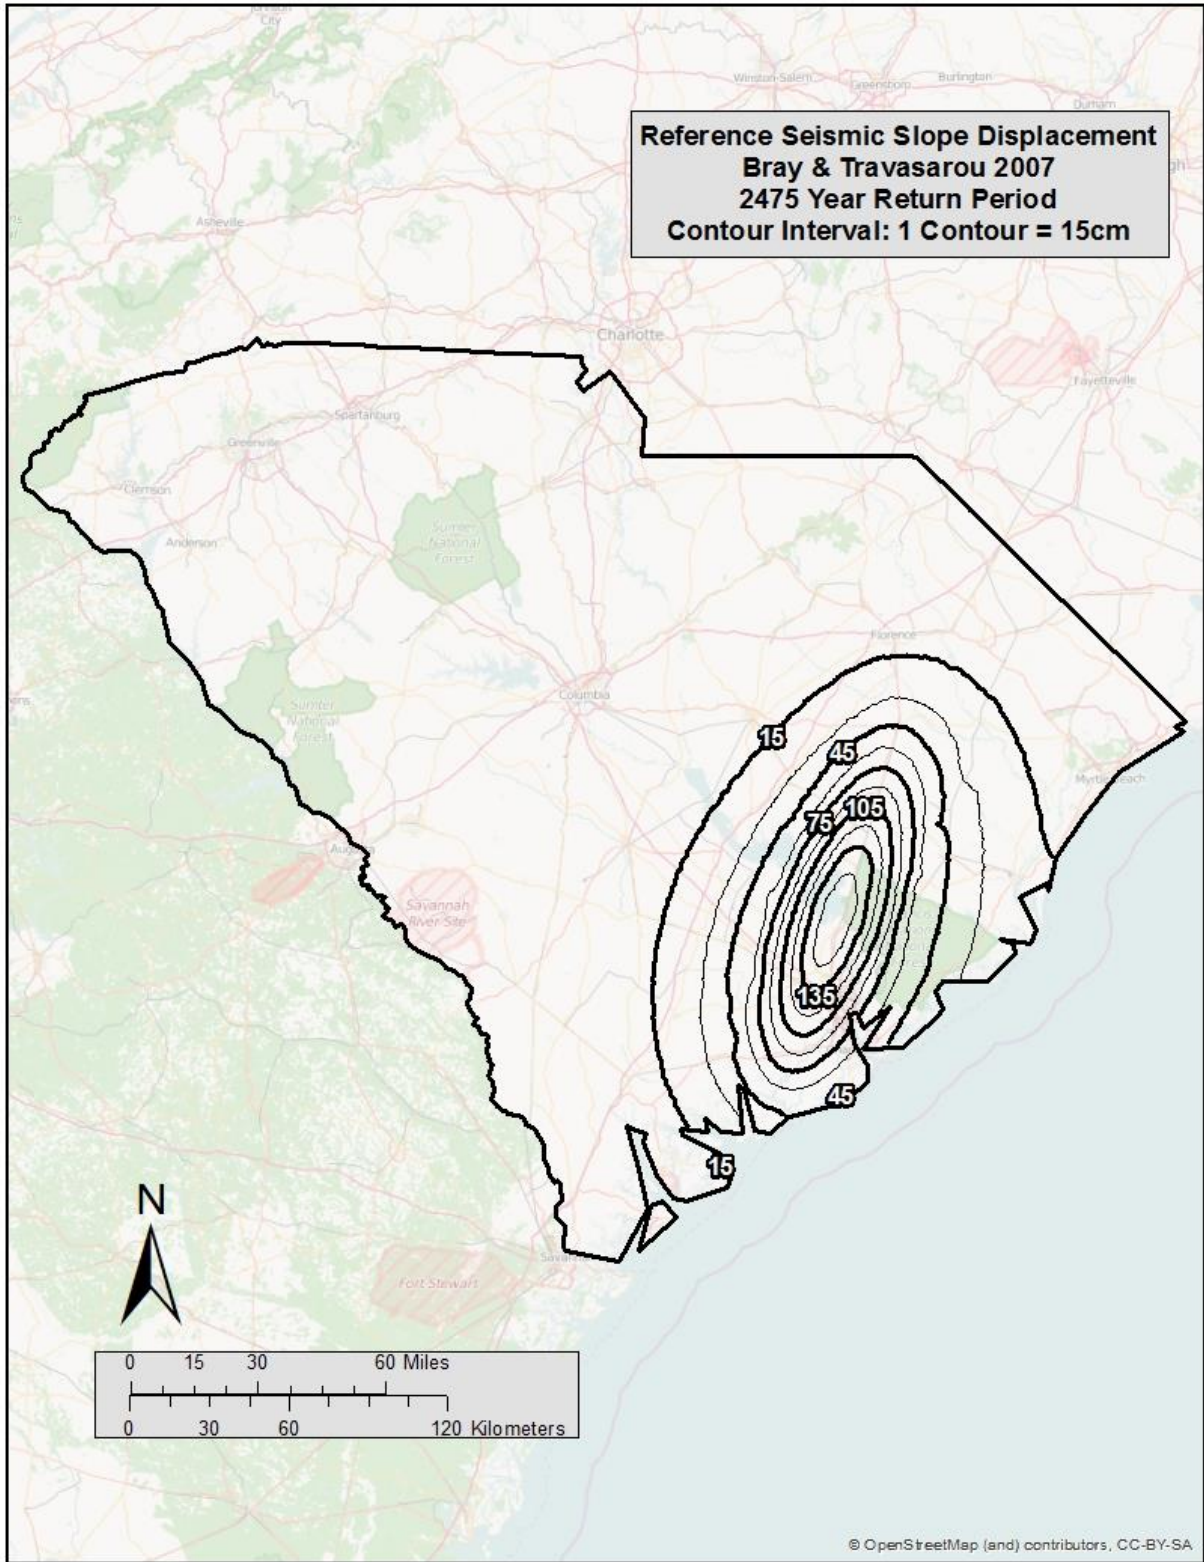 Johnson
City
Winston-Salem
Greensboro
Burlington
Durham
Reference Seismic Slope Displacement
Bray & Travasarou 2007
2475 Year Return Period
Contour Interval: 1 Contour = 15cm
Asheville
Charlotte
Fayetteville
Spartanburg
Greenville
Clemson
Sumter
National
Forest
Anderson
Florence
Columbia
Sumter
National
Forest
15
45
Myrtle Beach
75
105
Savannah
River Site
135
45
15
N
Fort Stewart
0 15 30 60 Miles
0 30 60 120 Kilometers
© OpenStreetMap (and) contributors, CC-BY-SA